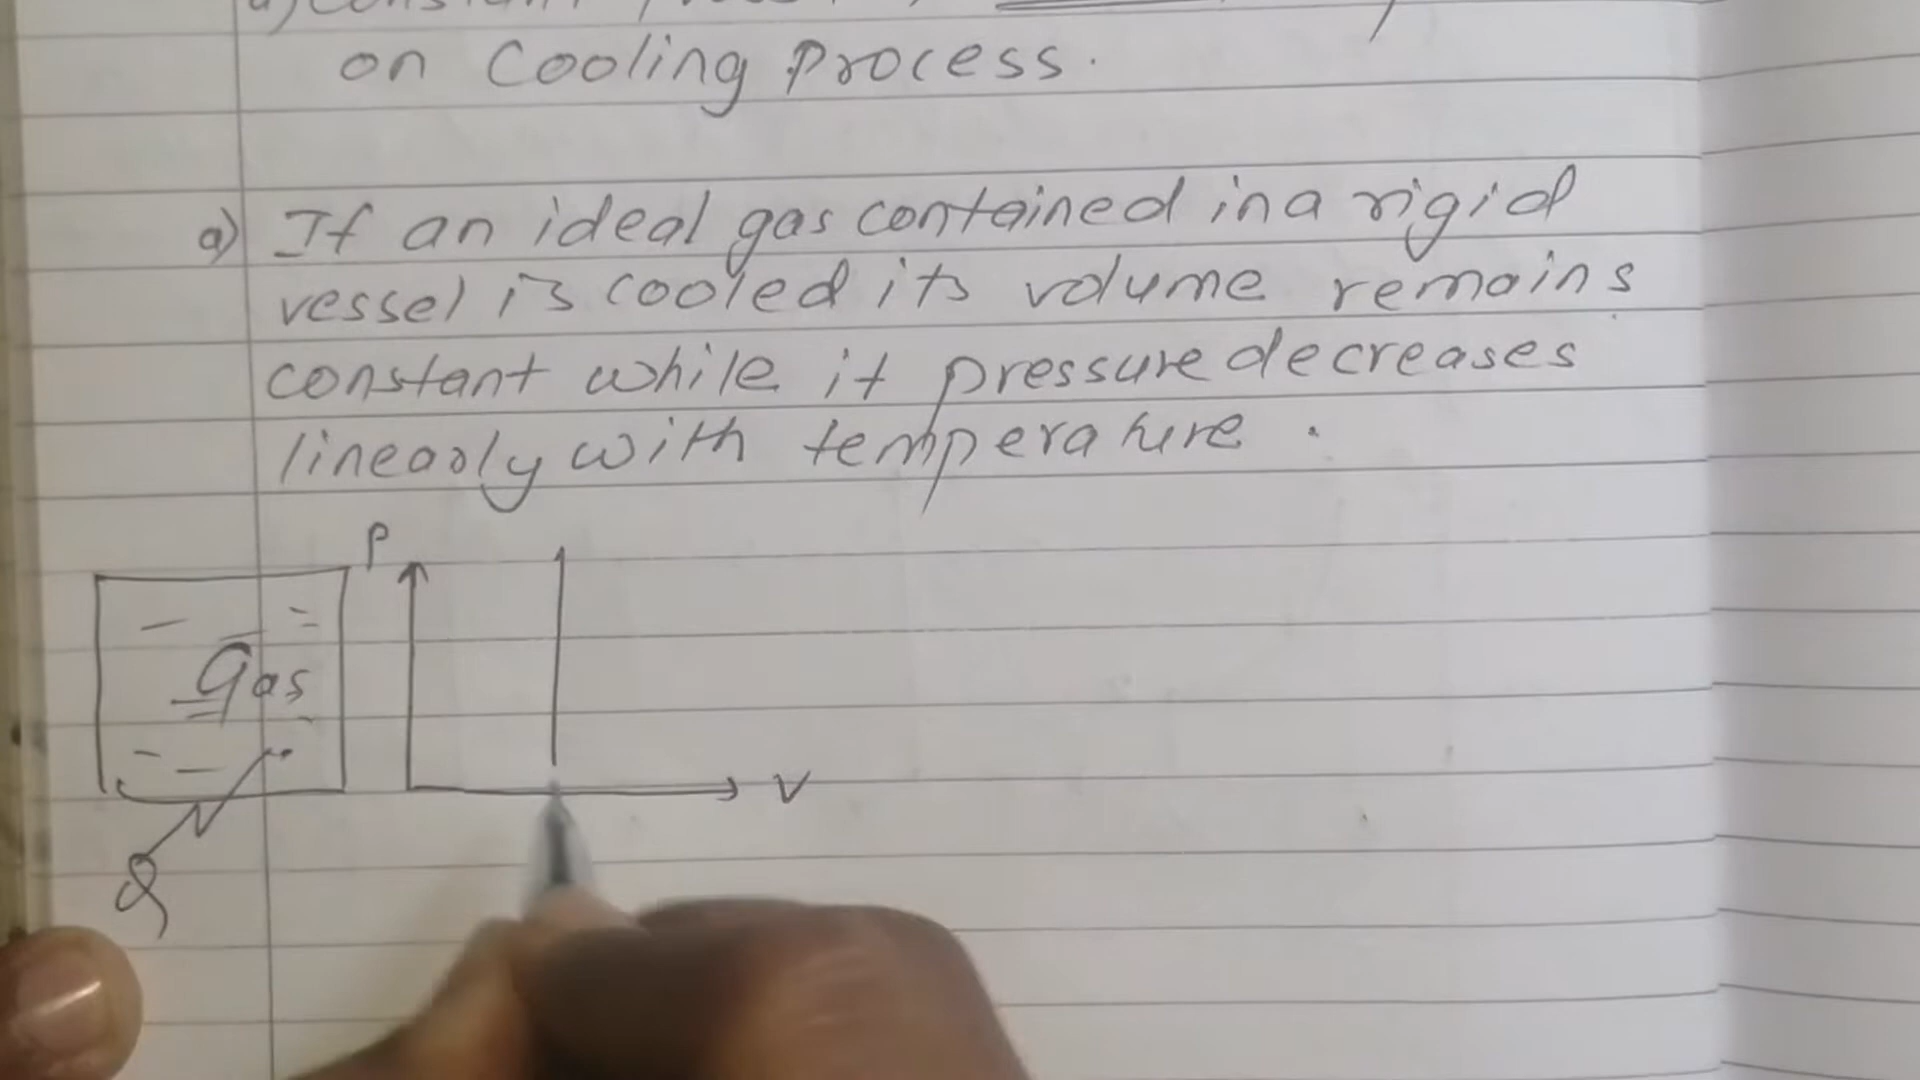 a) Constant
on Cooling process.
a) If an ideal gas contained in a rigid
vessel is cooled its volume remains
constant while it pressure decreases
linearly with temperature.
P
Gas
V
Q